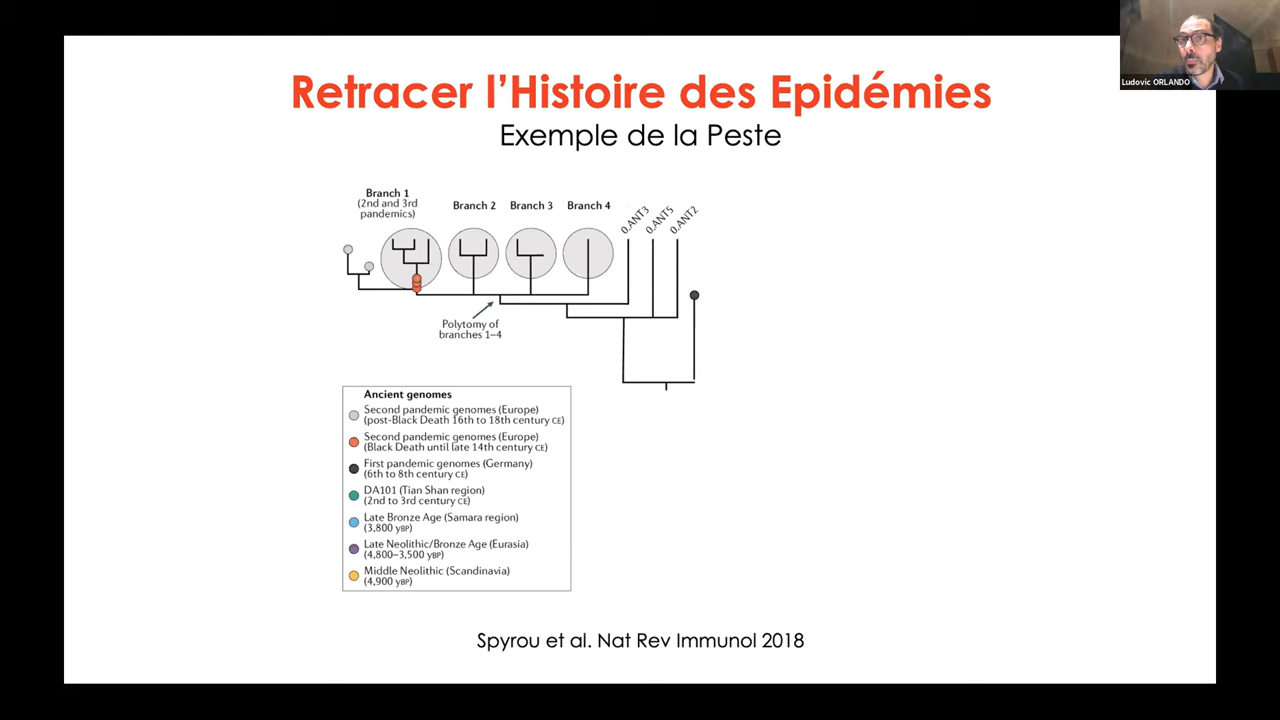 Retracer l'Histoire des Epidémies
Exemple de la Peste
Ludovic ORLANDO
Branch 1
(2nd and 3rd
pandemics)
Branch 2
Branch 3
Branch 4
0.ANT3
0.ANT5
0.ANT2
Polytomy of
branches 1–4
Ancient genomes
Second pandemic genomes (Europe)
(post-Black Death 16th to 18th century CE)
Second pandemic genomes (Europe)
(Black Death until late 14th century CE)
First pandemic genomes (Germany)
(6th to 8th century CE)
DA101 (Tian Shan region)
(2nd to 3rd century CE)
Late Bronze Age (Samara region)
(3,800 yBP)
Late Neolithic/Bronze Age (Eurasia)
(4,800–3,500 yBP)
Middle Neolithic (Scandinavia)
(4,900 yBP)
Spyrou et al. Nat Rev Immunol 2018